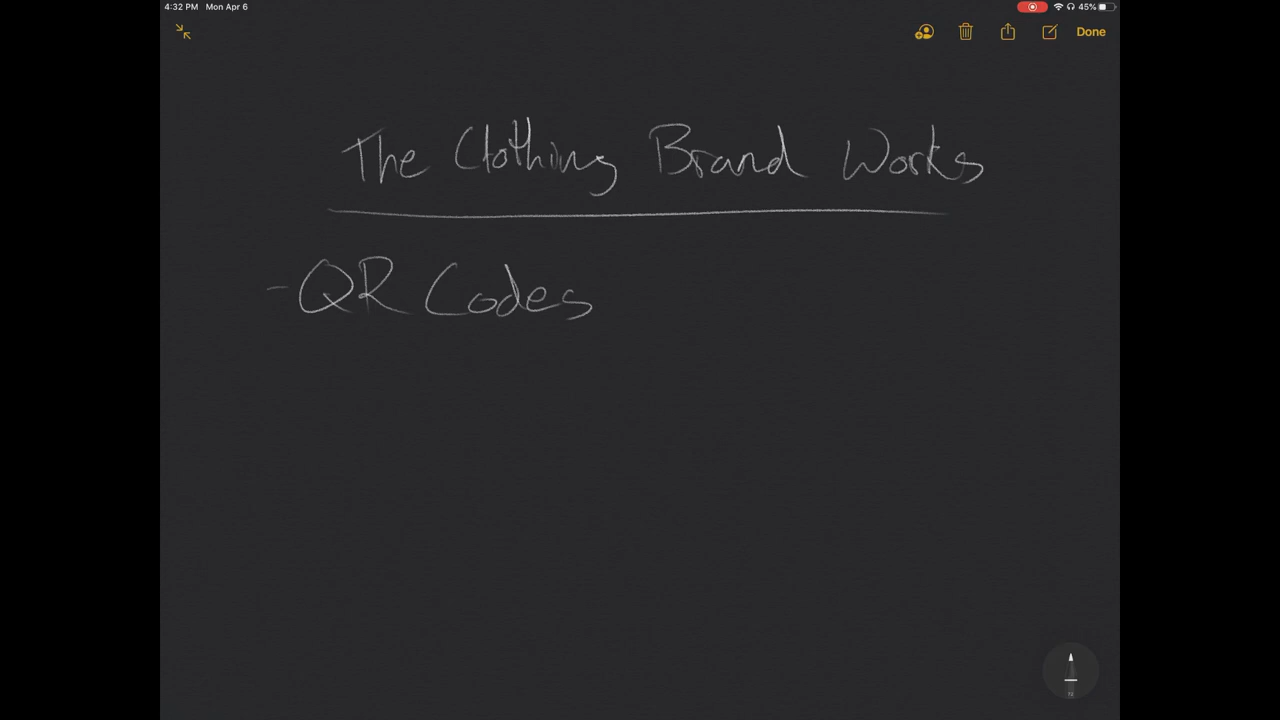 4:32 PM Mon Apr 6 45%
Done
The Clothing Brand Works
-QR Codes
N